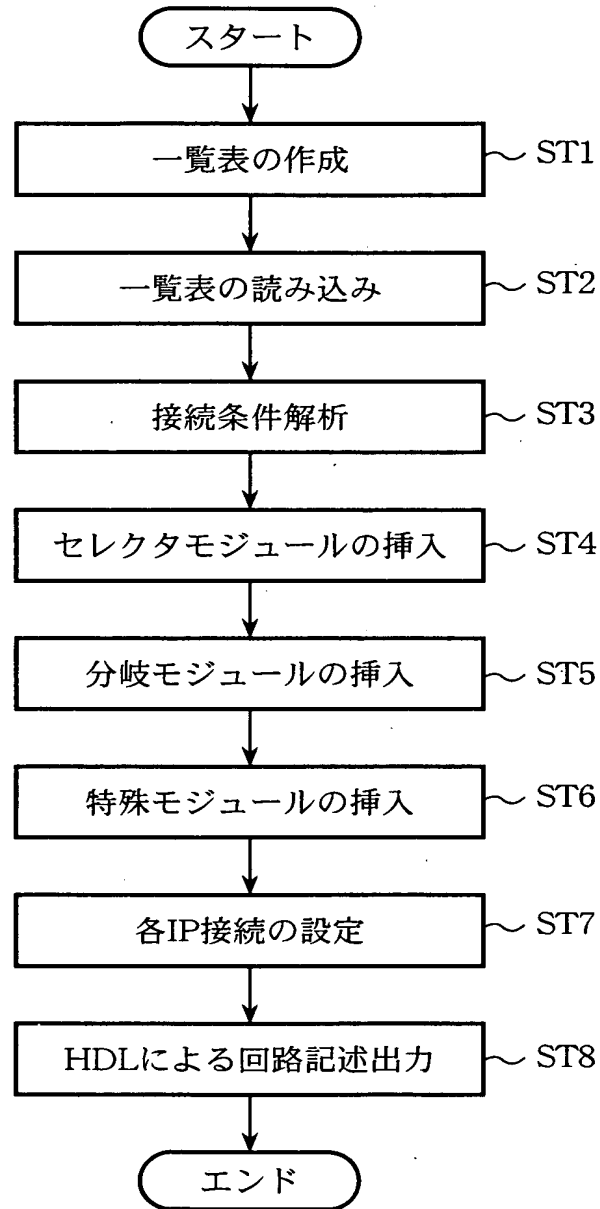 スタート
一覧表の作成 ST1
一覧表の読み込み ST2
接続条件解析 ST3
セレクタモジュールの挿入 ST4
分岐モジュールの挿入 ST5
特殊モジュールの挿入 ST6
各IP接続の設定 ST7
HDLによる回路記述出力 ST8
エンド